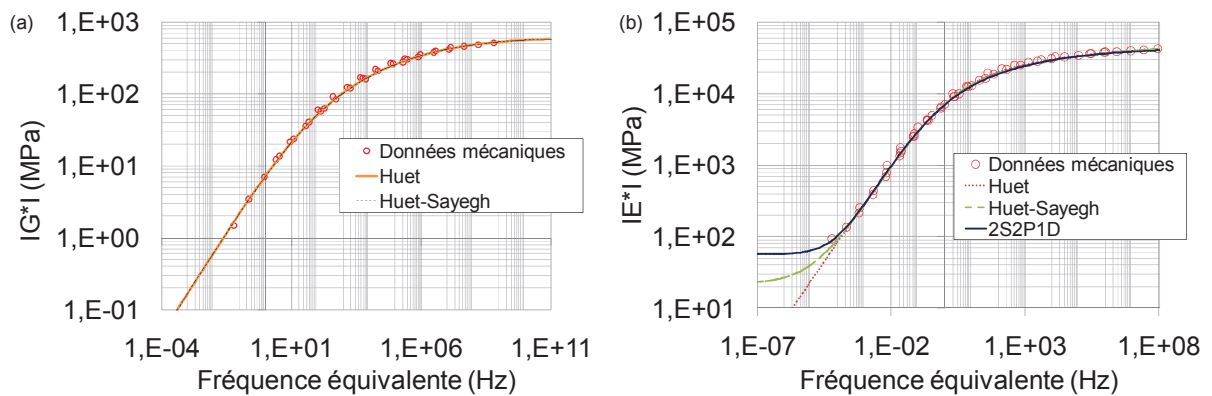 (a)
1,E+03
1,E+02
1,E+01
1,E+00
1,E-01
IG*I (MPa)
Données mécaniques
Huet
Huet-Sayegh
1,E-04
1,E+01
1,E+06
1,E+11
Fréquence équivalente (Hz)
(b)
1,E+05
1,E+04
1,E+03
1,E+02
1,E+01
IE*I (MPa)
Données mécaniques
Huet
Huet-Sayegh
2S2P1D
1,E-07
1,E-02
1,E+03
1,E+08
Fréquence équivalente (Hz)